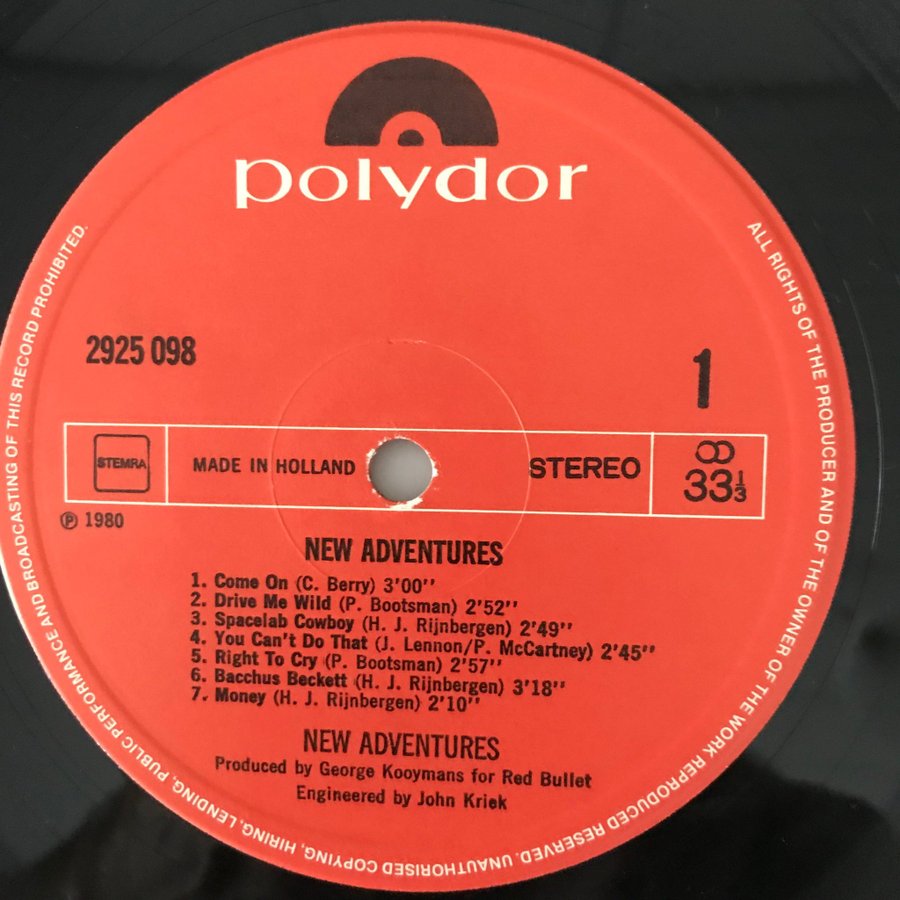 polydor
2925 098
1
STEMRA
MADE IN HOLLAND
STEREO
33⅓
℗ 1980
NEW ADVENTURES
1. Come On (C. Berry) 3'00''
2. Drive Me Wild (P. Bootsman) 2'52''
3. Spacelab Cowboy (H. J. Rijnbergen) 2'49''
4. You Can't Do That (J. Lennon/P. McCartney) 2'45''
5. Right To Cry (P. Bootsman) 2'57''
6. Bacchus Beckett (H. J. Rijnbergen) 3'18''
7. Money (H. J. Rijnbergen) 2'10''
NEW ADVENTURES
Produced by George Kooymans for Red Bullet
Engineered by John Kriek
ALL RIGHTS OF THE PRODUCER AND OF THE OWNER OF THE WORK REPRODUCED RESERVED. UNAUTHORISED COPYING, HIRING, LENDING, PUBLIC PERFORMANCE AND BROADCASTING OF THIS RECORD PROHIBITED.